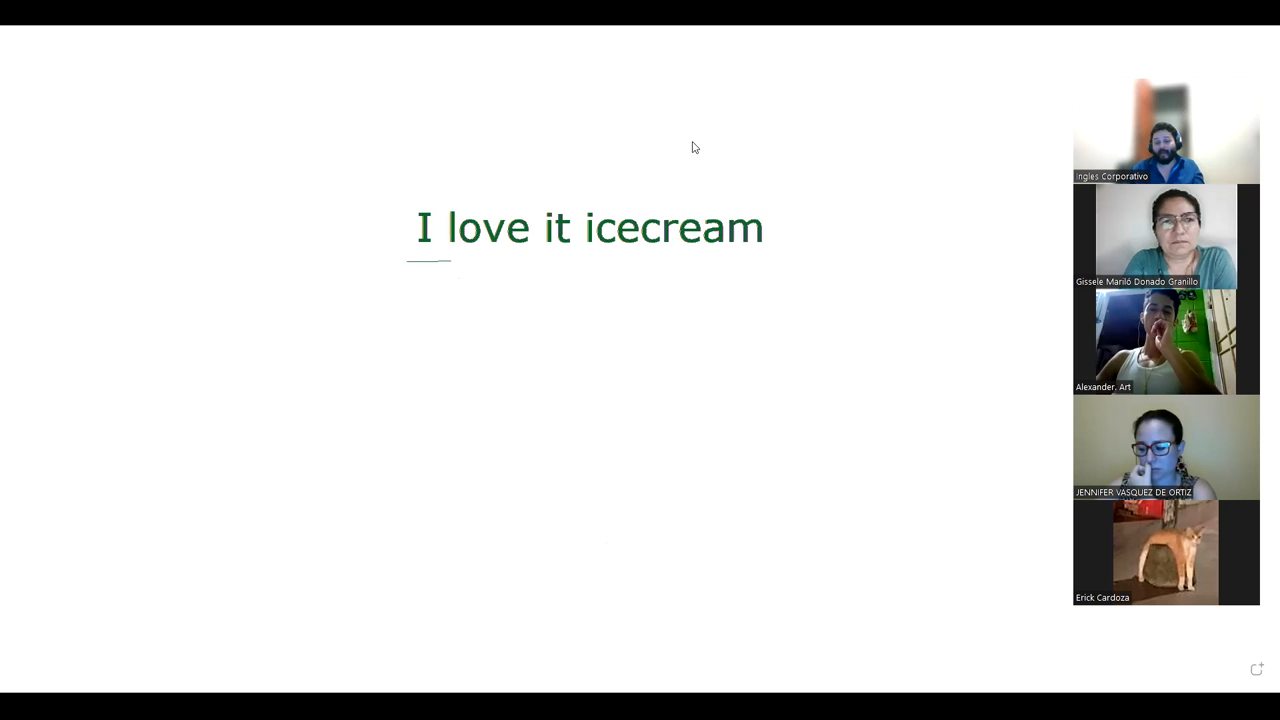 I love it icecream
Ingles Corporativo
Gissele Mariló Donado Granillo
Alexander. Art
JENNIFER VÁSQUEZ DE ORTIZ
Erick Cardoza